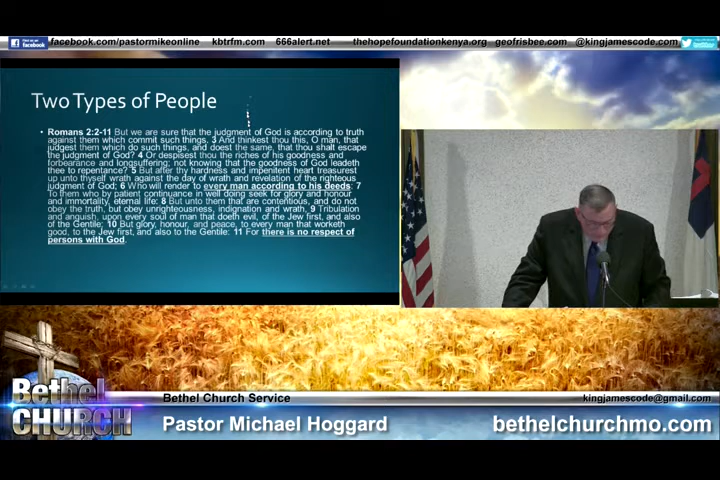 Find us on facebook
facebook.com/pastormikeonline kbtrfm.com 666alert.net thehopefoundationkenya.org geofrisbee.com @kingjamescode.com
Two Types of People
• Romans 2:2-11 But we are sure that the judgment of God is according to truth
against them which commit such things. 3 And thinkest thou this, O man, that
judgest them which do such things, and doest the same, that thou shalt escape
the judgment of God? 4 Or despisest thou the riches of his goodness and
forbearance and longsuffering; not knowing that the goodness of God leadeth
thee to repentance? 5 But after thy hardness and impenitent heart treasurest
up unto thyself wrath against the day of wrath and revelation of the righteous
judgment of God; 6 Who will render to every man according to his deeds: 7
To them who by patient continuance in well doing seek for glory and honour
and immortality, eternal life: 8 But unto them that are contentious, and do not
obey the truth, but obey unrighteousness, indignation and wrath, 9 Tribulation
and anguish, upon every soul of man that doeth evil, of the Jew first, and also
of the Gentile; 10 But glory, honour, and peace, to every man that worketh
good, to the Jew first, and also to the Gentile: 11 For there is no respect of
persons with God.
Bethel
CHURCH
Bethel Church Service
kingjamescode@gmail.com
Pastor Michael Hoggard
bethelchurchmo.com